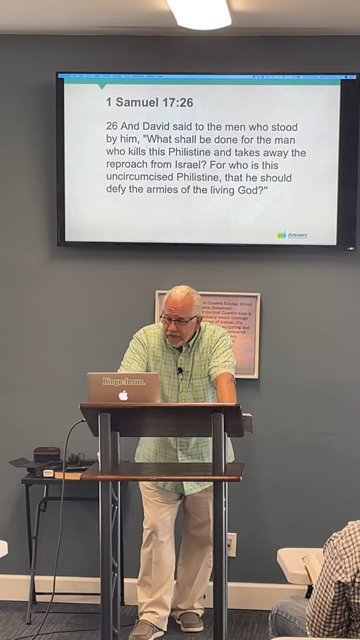 1 Samuel 17:26
26 And David said to the men who stood
by him, "What shall be done for the man
who kills this Philistine and takes away the
reproach from Israel? For who is this
uncircumcised Philistine, that he should
defy the armies of the living God?"
Answers
Binge Jesus.